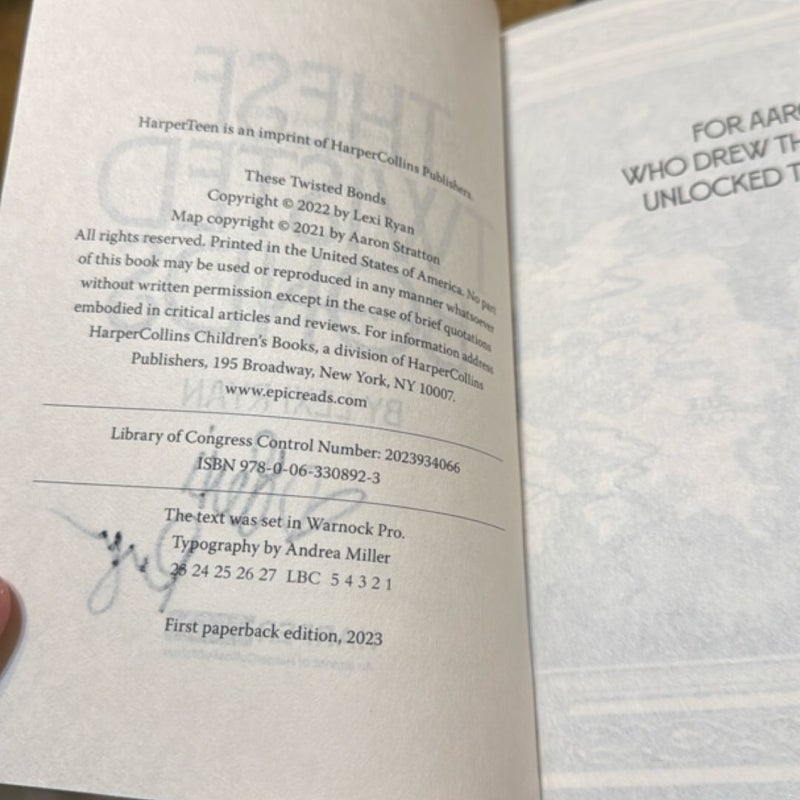 HarperTeen is an imprint of HarperCollins Publishers.
These Twisted Bonds
Copyright © 2022 by Lexi Ryan
Map copyright © 2021 by Aaron Stratton
All rights reserved. Printed in the United States of America. No part
of this book may be used or reproduced in any manner whatsoever
without written permission except in the case of brief quotations
embodied in critical articles and reviews. For information address
HarperCollins Children's Books, a division of HarperCollins
Publishers, 195 Broadway, New York, NY 10007.
www.epicreads.com
Library of Congress Control Number: 2023934066
ISBN 978-0-06-330892-3
The text was set in Warnock Pro.
Typography by Andrea Miller
23 24 25 26 27 LBC 5 4 3 2 1
First paperback edition, 2023
FOR AARO
WHO DREW TH
UNLOCKED T